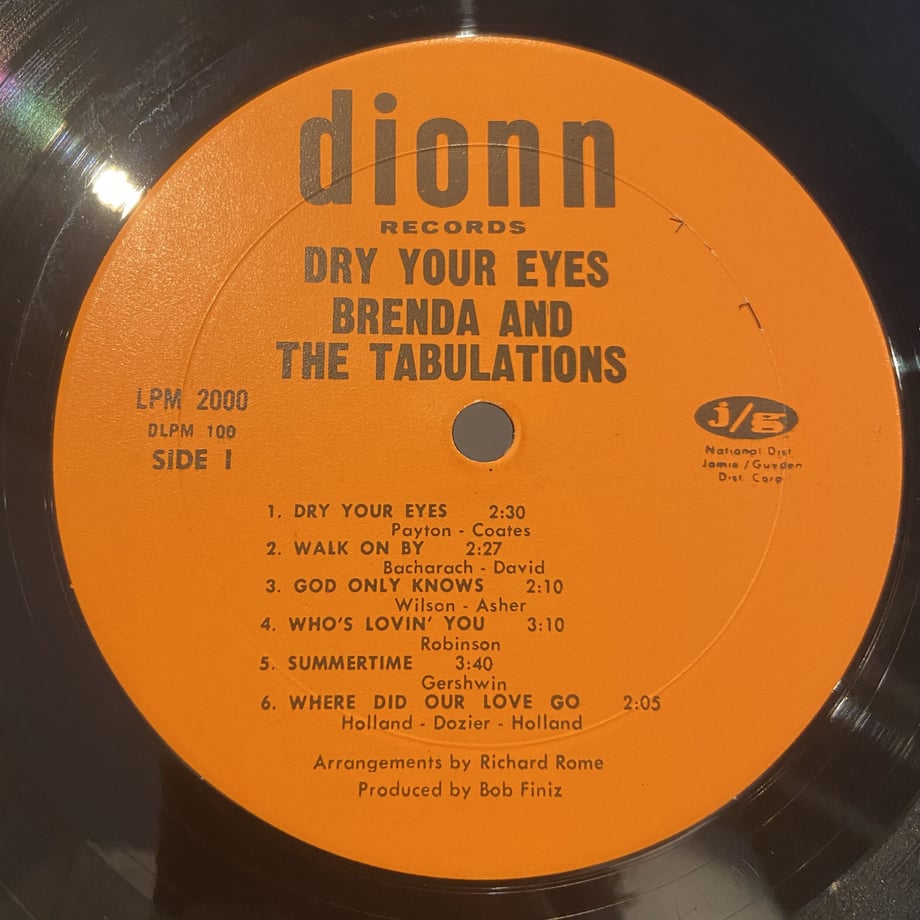 dionn
RECORDS
DRY YOUR EYES
BRENDA AND
THE TABULATIONS
LPM 2000
DLPM 100
SIDE 1
j/g
National Dist.
Jamie/Guyden
Dist Corp
1. DRY YOUR EYES 2:30
Payton - Coates
2. WALK ON BY 2:27
Bacharach - David
3. GOD ONLY KNOWS 2:10
Wilson - Asher
4. WHO'S LOVIN' YOU 3:10
Robinson
5. SUMMERTIME 3:40
Gershwin
6. WHERE DID OUR LOVE GO 2:05
Holland - Dozier - Holland
Arrangements by Richard Rome
Produced by Bob Finiz